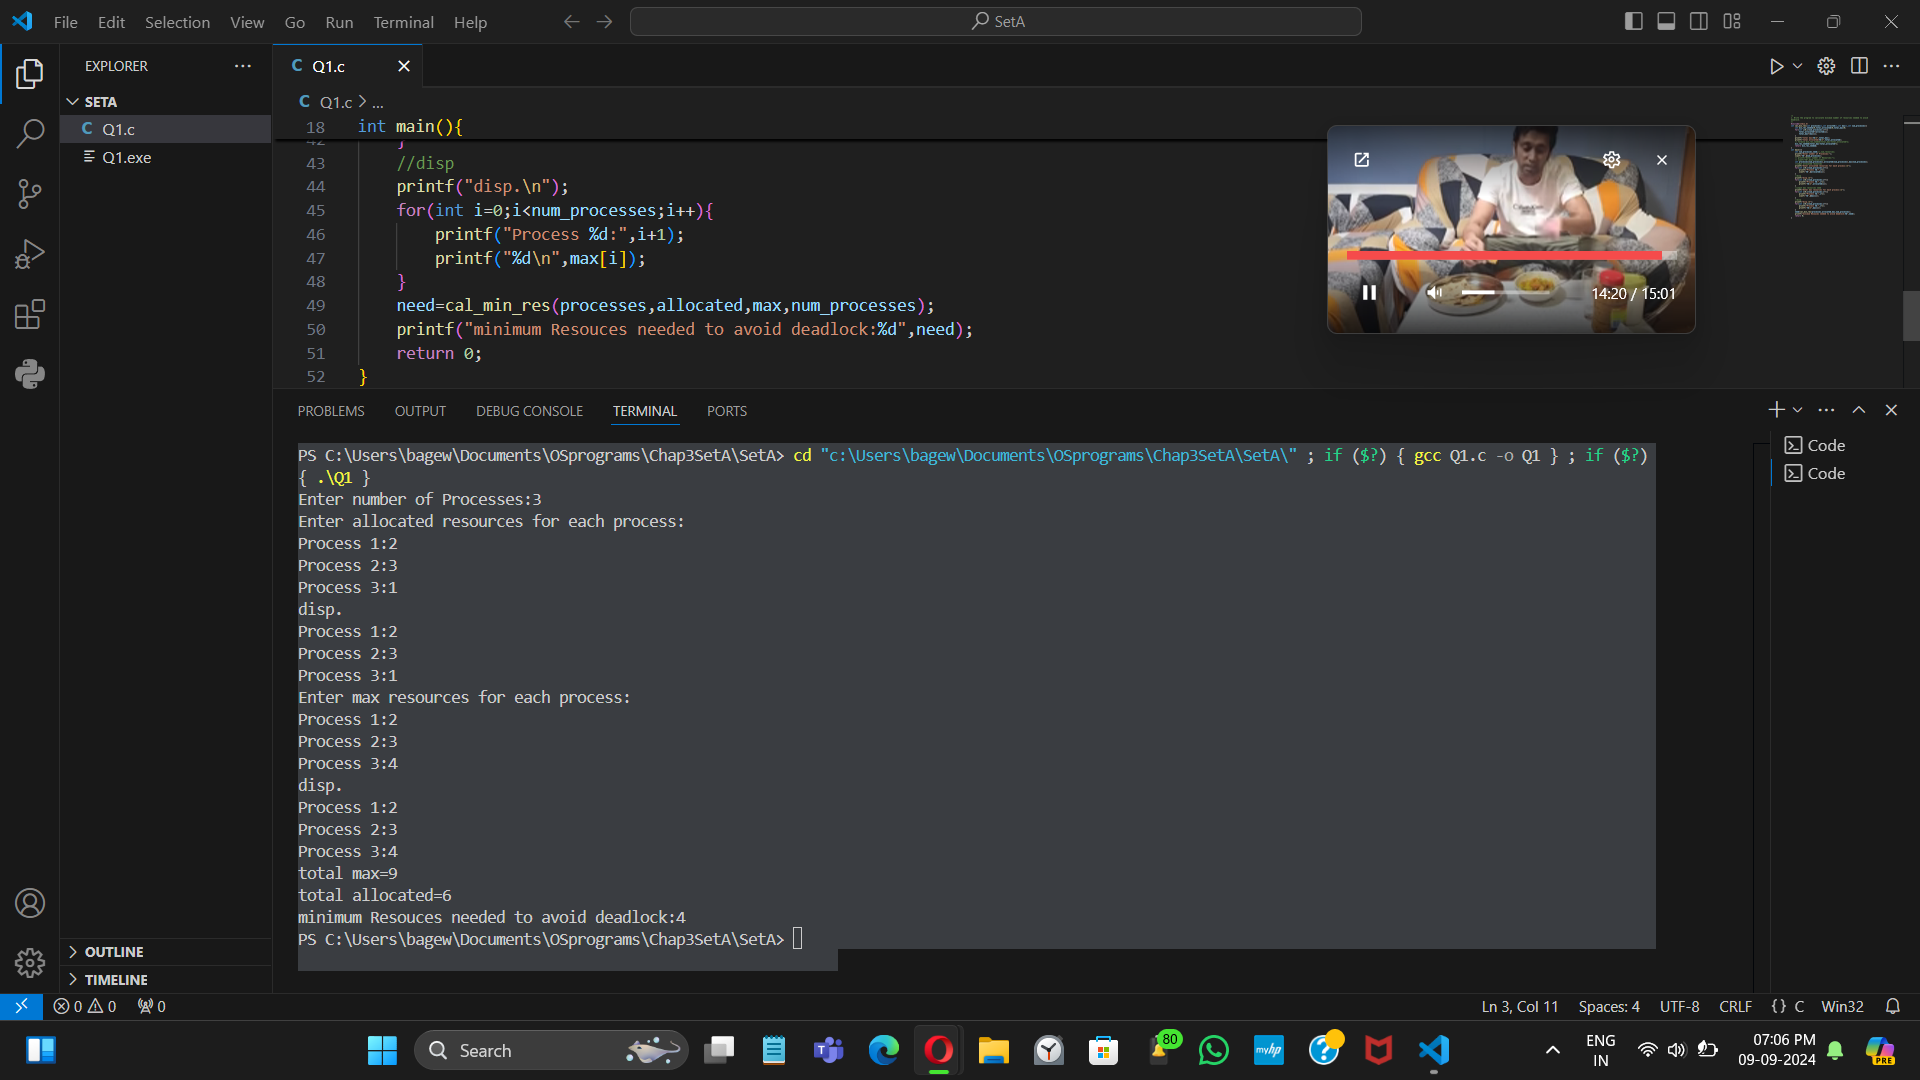 File Edit Selection View Go Run Terminal Help
SetA
EXPLORER
SETA
C Q1.c
Q1.exe
OUTLINE
TIMELINE
C Q1.c
C Q1.c > ...
18 int main(){
42 }
43 //disp
44 printf("disp.\n");
45 for(int i=0;i<num_processes;i++){
46 printf("Process %d:",i+1);
47 printf("%d\n",max[i]);
48 }
49 need=cal_min_res(processes,allocated,max,num_processes);
50 printf("minimum Resouces needed to avoid deadlock:%d",need);
51 return 0;
52 }
14:20 / 15:01
PROBLEMS OUTPUT DEBUG CONSOLE TERMINAL PORTS
Code
Code
PS C:\Users\bagew\Documents\OSprograms\Chap3SetA\SetA> cd "c:\Users\bagew\Documents\OSprograms\Chap3SetA\SetA\" ; if ($?) { gcc Q1.c -o Q1 } ; if ($?)
{ .\Q1 }
Enter number of Processes:3
Enter allocated resources for each process:
Process 1:2
Process 2:3
Process 3:1
disp.
Process 1:2
Process 2:3
Process 3:1
Enter max resources for each process:
Process 1:2
Process 2:3
Process 3:4
disp.
Process 1:2
Process 2:3
Process 3:4
total max=9
total allocated=6
minimum Resouces needed to avoid deadlock:4
PS C:\Users\bagew\Documents\OSprograms\Chap3SetA\SetA>
0 0 0
Ln 3, Col 11 Spaces: 4 UTF-8 CRLF {} C Win32
Search
80
myhp
ENG
IN
07:06 PM
09-09-2024
PRE